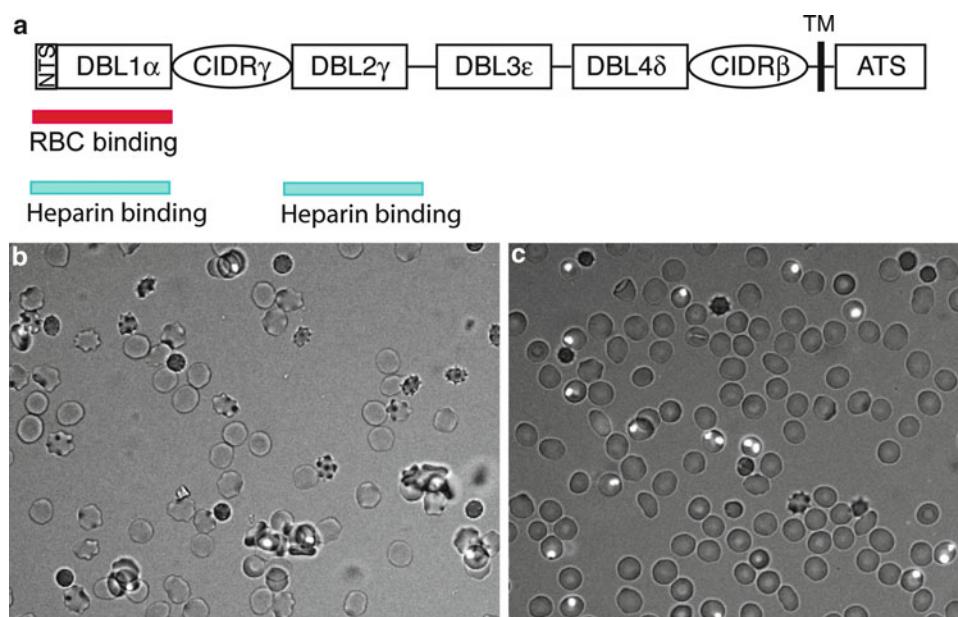 a
TM
NTS DBL1α CIDRγ DBL2γ DBL3ε DBL4δ CIDRβ ATS
RBC binding
Heparin binding Heparin binding
b c